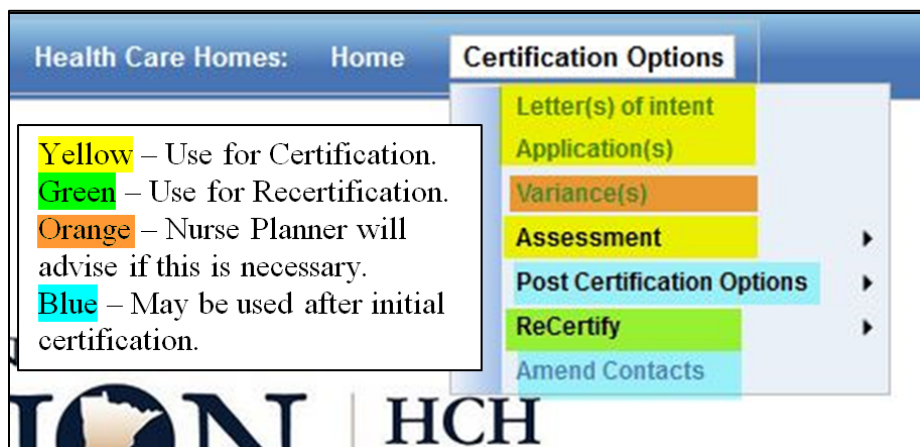 Health Care Homes: Home Certification Options
Letter(s) of intent
Application(s)
Variance(s)
Assessment
Post Certification Options
ReCertify
Amend Contacts
Yellow – Use for Certification.
Green – Use for Recertification.
Orange – Nurse Planner will
advise if this is necessary.
Blue – May be used after initial
certification.
HCH